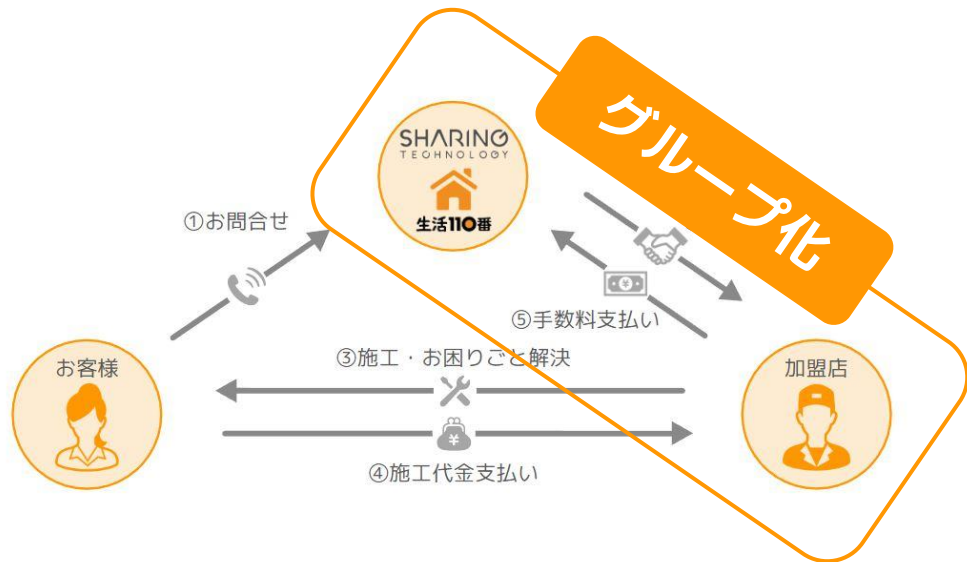 グループ化
SHARING
TECHNOLOGY
生活110番
①お問合せ
⑤手数料支払い
③施工・お困りごと解決
お客様
加盟店
¥
¥
④施工代金支払い